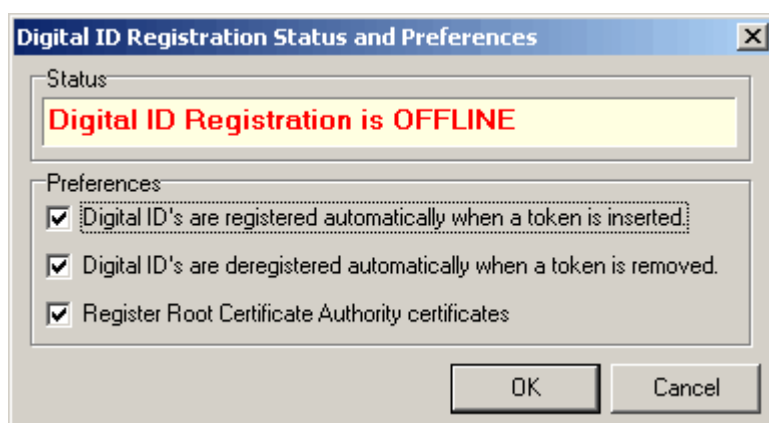 Digital ID Registration Status and Preferences
Status
Digital ID Registration is OFFLINE
Preferences
Digital ID's are registered automatically when a token is inserted.
Digital ID's are deregistered automatically when a token is removed.
Register Root Certificate Authority certificates
OK Cancel